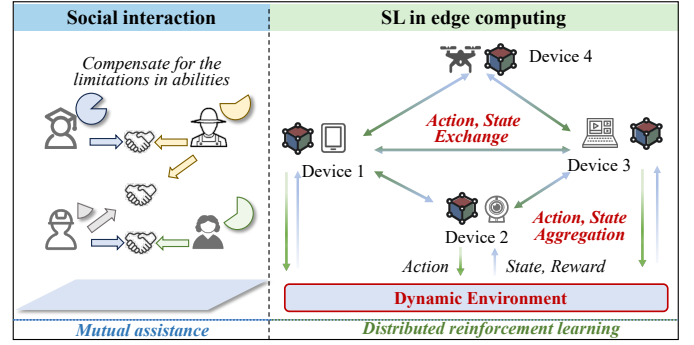 Social interaction
Compensate for the
limitations in abilities
Mutual assistance
SL in edge computing
Device 4
Action, State
Exchange
Device 1
Device 3
Device 2
Action, State
Aggregation
Action
State, Reward
Dynamic Environment
Distributed reinforcement learning